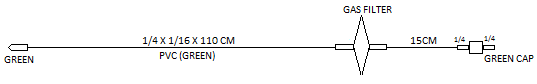 GAS FILTER
1/4 X 1/16 X 110 CM
15CM
1/4
1/4
GREEN
PVC (GREEN)
GREEN CAP